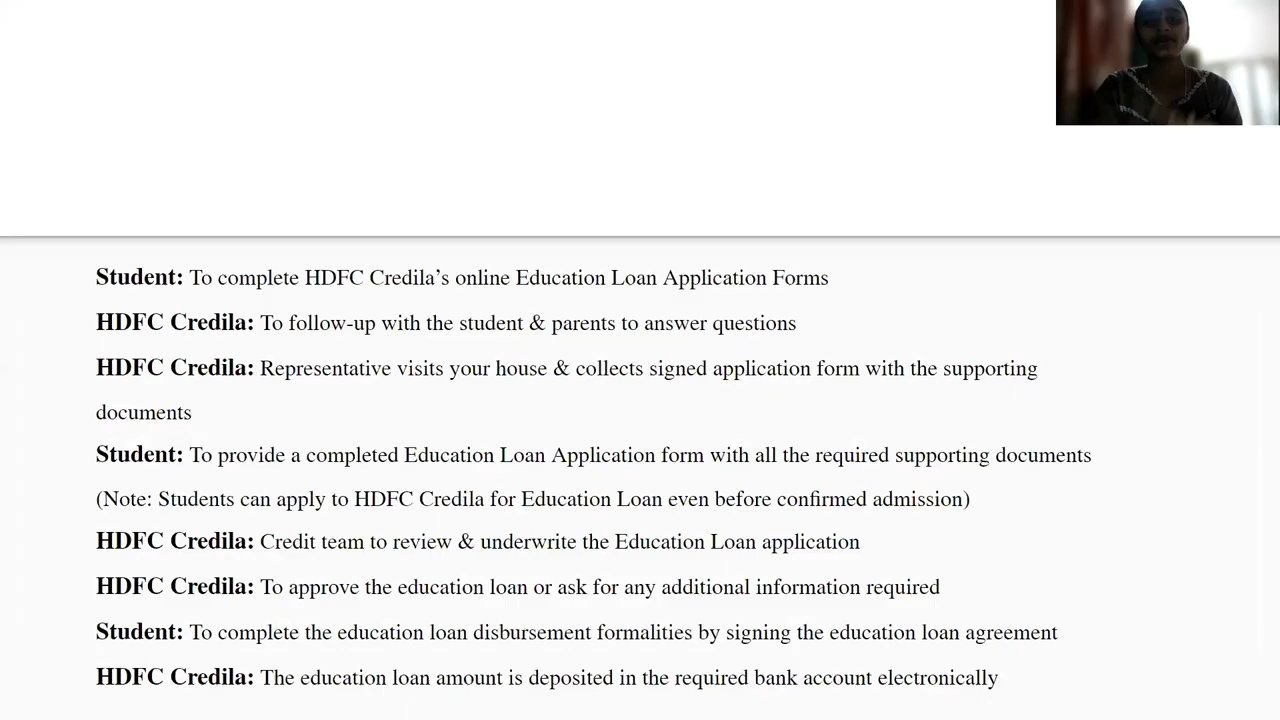 Student: To complete HDFC Credila’s online Education Loan Application Forms
HDFC Credila: To follow-up with the student & parents to answer questions
HDFC Credila: Representative visits your house & collects signed application form with the supporting
documents
Student: To provide a completed Education Loan Application form with all the required supporting documents
(Note: Students can apply to HDFC Credila for Education Loan even before confirmed admission)
HDFC Credila: Credit team to review & underwrite the Education Loan application
HDFC Credila: To approve the education loan or ask for any additional information required
Student: To complete the education loan disbursement formalities by signing the education loan agreement
HDFC Credila: The education loan amount is deposited in the required bank account electronically